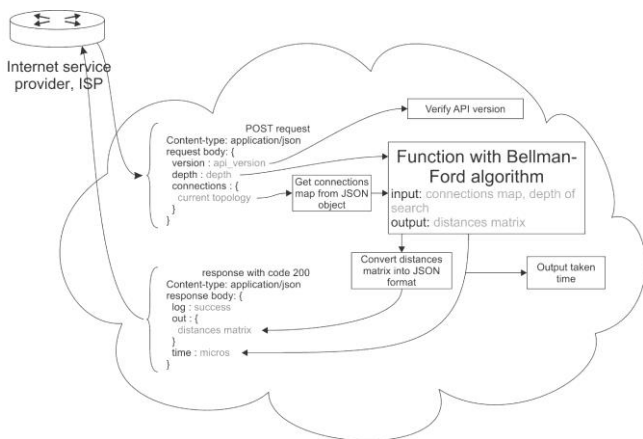 Internet service
provider, ISP
POST request
Content-type: application/json
request body: {
version : api_version
depth : depth
connections : {
current topology
}
}
Verify API version
Get connections
map from JSON
object
Function with Bellman-
Ford algorithm
input: connections map, depth of
search
output: distances matrix
Convert distances
matrix into JSON
format
Output taken
time
response with code 200
Content-type: application/json
response body: {
log : success
out : {
distances matrix
}
time : micros
}